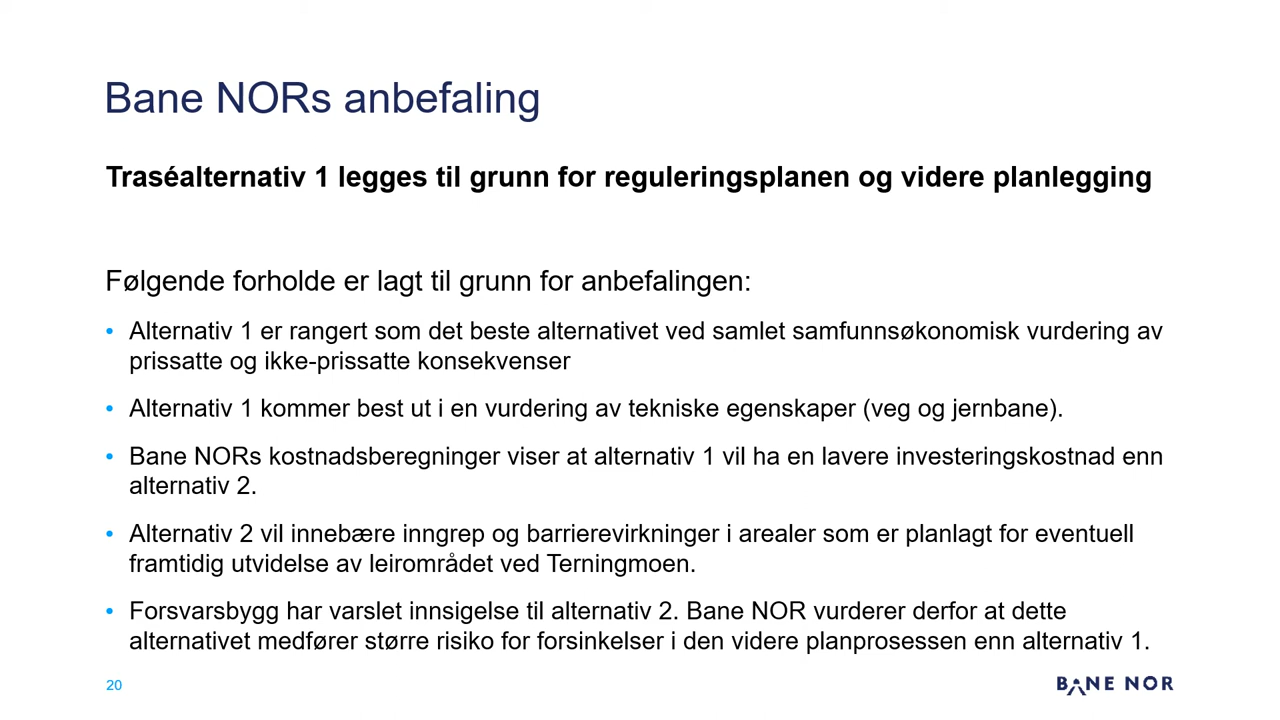 Bane NORs anbefaling
Traséalternativ 1 legges til grunn for reguleringsplanen og videre planlegging
Følgende forholde er lagt til grunn for anbefalingen:
• Alternativ 1 er rangert som det beste alternativet ved samlet samfunnsøkonomisk vurdering av
prissatte og ikke-prissatte konsekvenser
• Alternativ 1 kommer best ut i en vurdering av tekniske egenskaper (veg og jernbane).
• Bane NORs kostnadsberegninger viser at alternativ 1 vil ha en lavere investeringskostnad enn
alternativ 2.
• Alternativ 2 vil innebære inngrep og barrierevirkninger i arealer som er planlagt for eventuell
framtidig utvidelse av leirområdet ved Terningmoen.
• Forsvarsbygg har varslet innsigelse til alternativ 2. Bane NOR vurderer derfor at dette
alternativet medfører større risiko for forsinkelser i den videre planprosessen enn alternativ 1.
20
BANE NOR